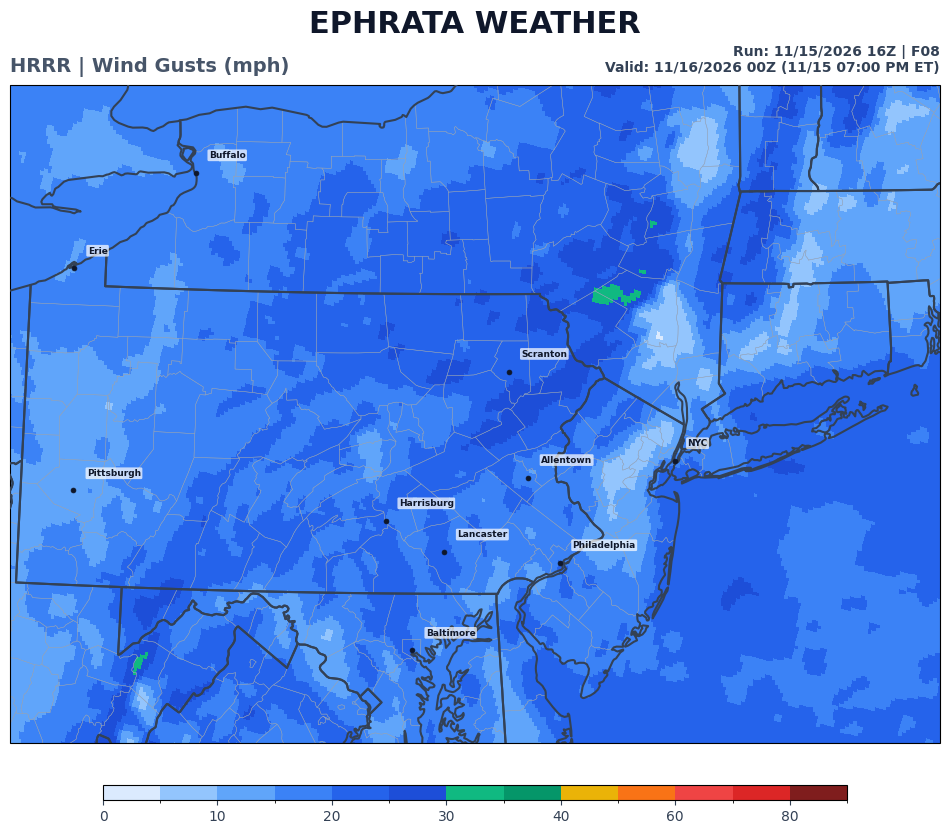 EPHRATA WEATHER
HRRR | Wind Gusts (mph)
Run: 11/15/2026 16Z | F08
Valid: 11/16/2026 00Z (11/15 07:00 PM ET)
Buffalo
Erie
Scranton
NYC
Allentown
Pittsburgh
Harrisburg
Lancaster
Philadelphia
Baltimore
0 10 20 30 40 50 60 70 80